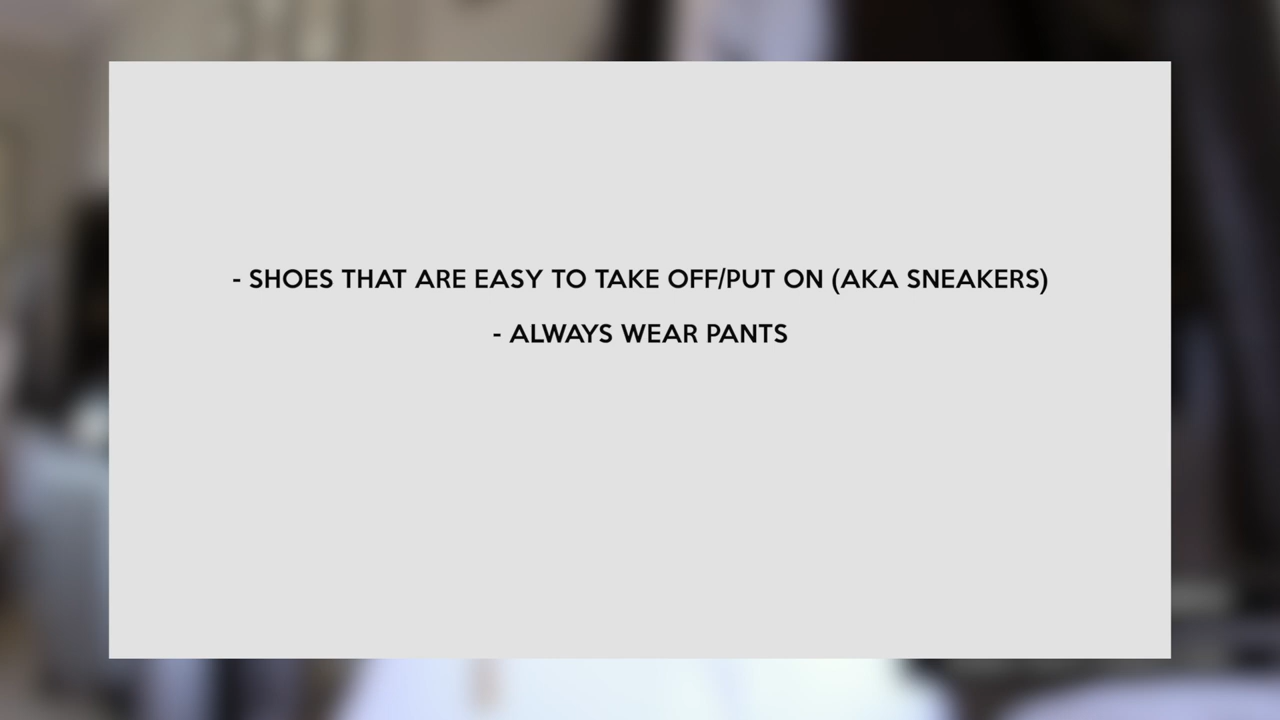 - SHOES THAT ARE EASY TO TAKE OFF/PUT ON (AKA SNEAKERS)
- ALWAYS WEAR PANTS